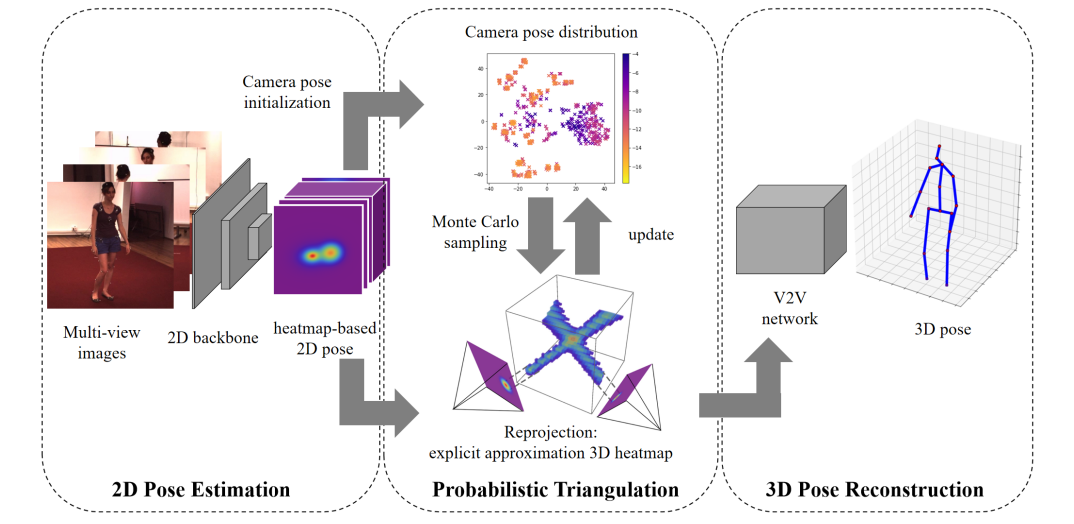 Camera pose distribution
Camera pose
initialization
40
20
0
−20
−40
−40
−20
0
20
40
−4
−6
−8
−10
−12
−14
−16
Monte Carlo
sampling
update
Multi-view
images
2D backbone
heatmap-based
2D pose
V2V
network
3D pose
Reprojection:
explicit approximation 3D heatmap
2D Pose Estimation
Probabilistic Triangulation
3D Pose Reconstruction